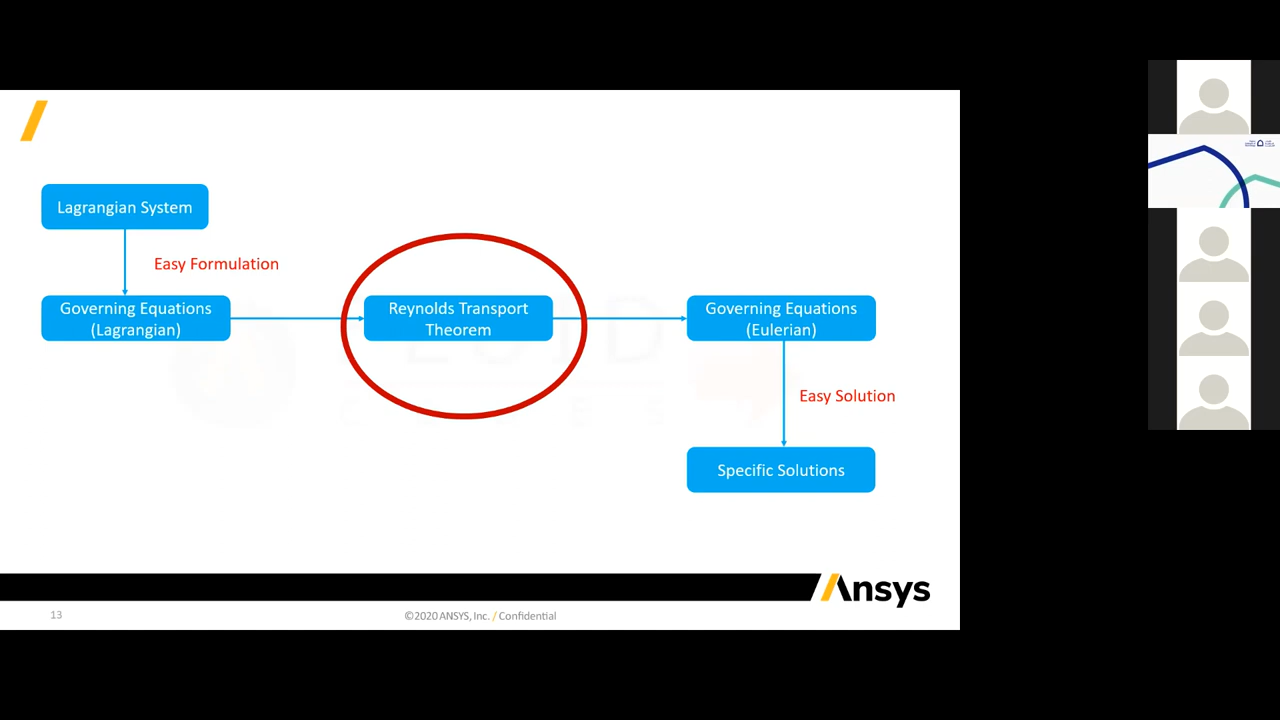 Lagrangian System
Easy Formulation
Governing Equations
(Lagrangian)
Reynolds Transport
Theorem
Governing Equations
(Eulerian)
Easy Solution
Specific Solutions
Ansys
13
©2020 ANSYS, Inc. / Confidential